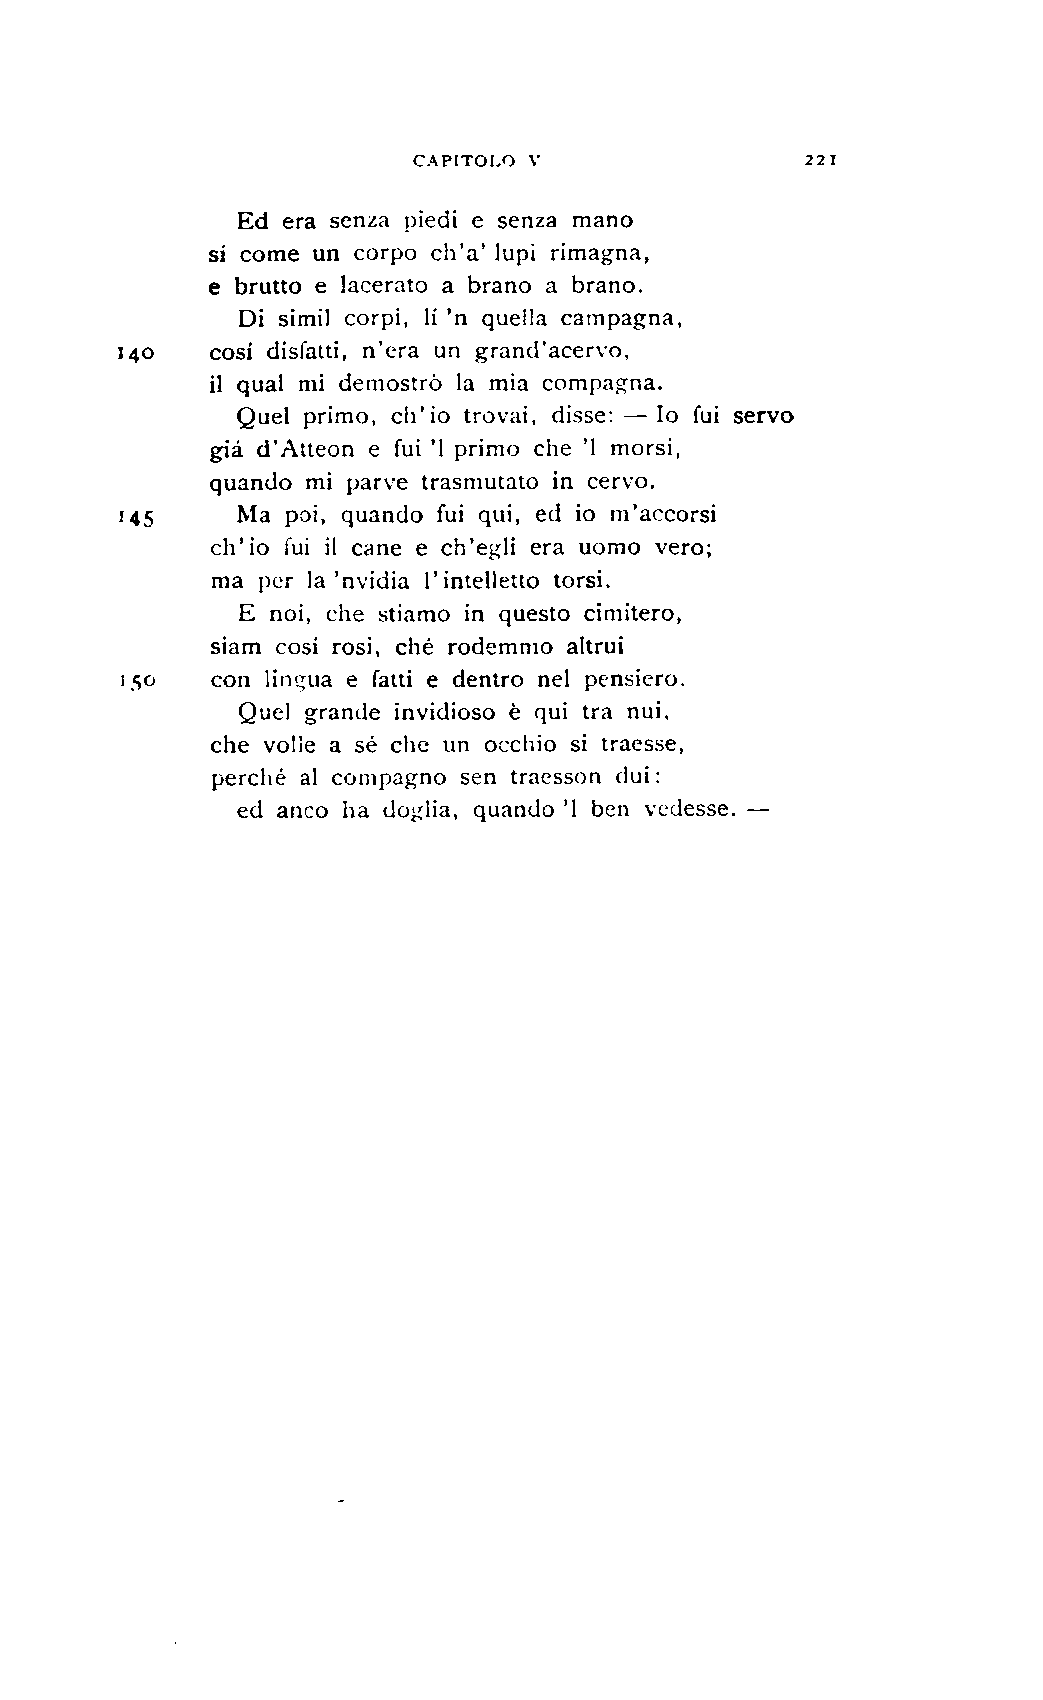 CAPITOLO V 221
Ed era senza piedi e senza mano
sí come un corpo ch'a' lupi rimagna,
e brutto e lacerato a brano a brano.
Di simil corpi, lí 'n quella campagna,
140 cosí disfatti, n'era un grand'acervo,
il qual mi demostrò la mia compagna.
Quel primo, ch'io trovai, disse: — Io fui servo
giá d'Atteon e fui 'l primo che 'l morsi,
quando mi parve trasmutato in cervo.
145 Ma poi, quando fui qui, ed io m'accorsi
ch'io fui il cane e ch'egli era uomo vero;
ma per la 'nvidia l'intelletto torsi.
E noi, che stiamo in questo cimitero,
siam cosí rosi, ché rodemmo altrui
150 con lingua e fatti e dentro nel pensiero.
Quel grande invidioso è qui tra nui,
che volle a sé che un occhio si traesse,
perché al compagno sen traesson dui:
ed anco ha doglia, quando 'l ben vedesse. —